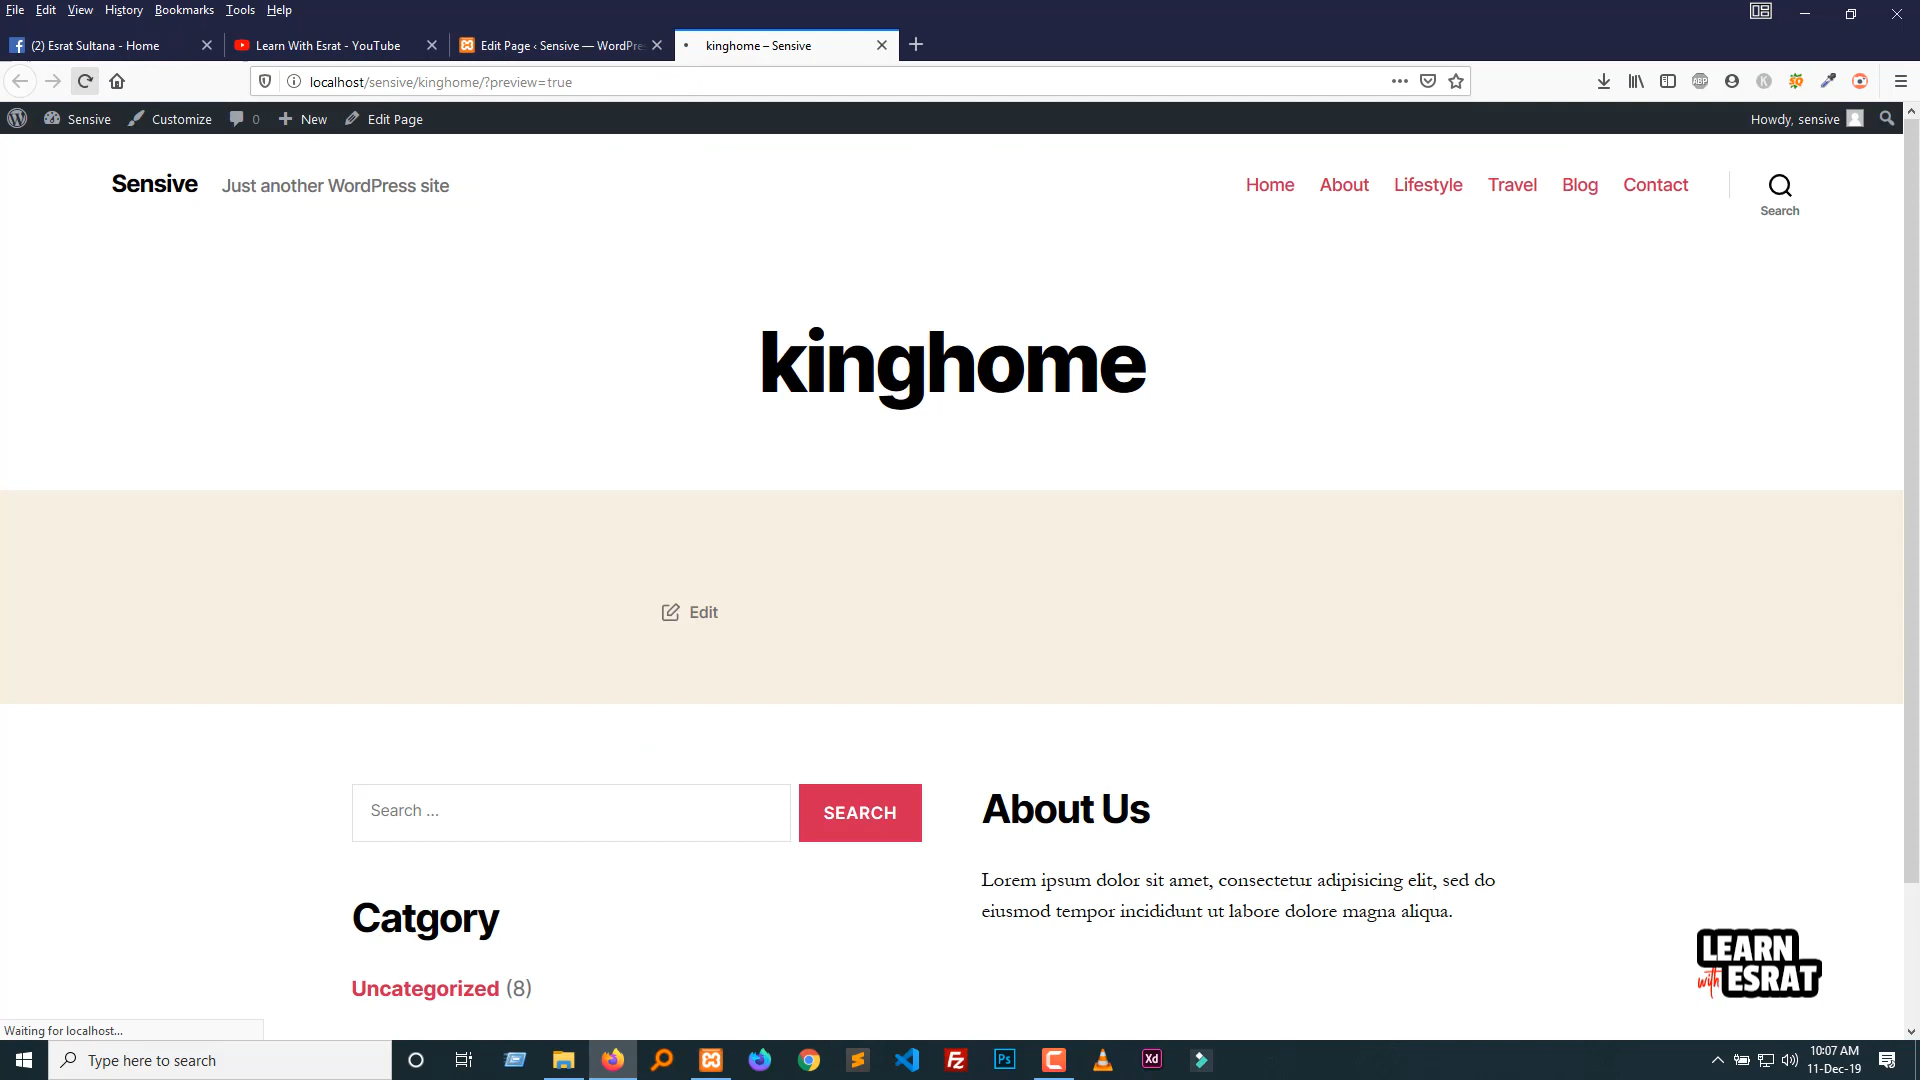 File Edit View History Bookmarks Tools Help
(2) Esrat Sultana - Home
Learn With Esrat - YouTube
Edit Page ‹ Sensive — WordPre
kinghome – Sensive
localhost/sensive/kinghome/?preview=true
ABP
K
Sensive Customize 0 New Edit Page
Howdy, sensive
Sensive Just another WordPress site
Home About Lifestyle Travel Blog Contact
Search
kinghome
Edit
Search …
SEARCH
About Us
Lorem ipsum dolor sit amet, consectetur adipisicing elit, sed do
eiusmod tempor incididunt ut labore dolore magna aliqua.
Catgory
Uncategorized (8)
LEARN
with ESRAT
Waiting for localhost...
Type here to search
Fz
Ps
C
Xd
10:07 AM
11-Dec-19